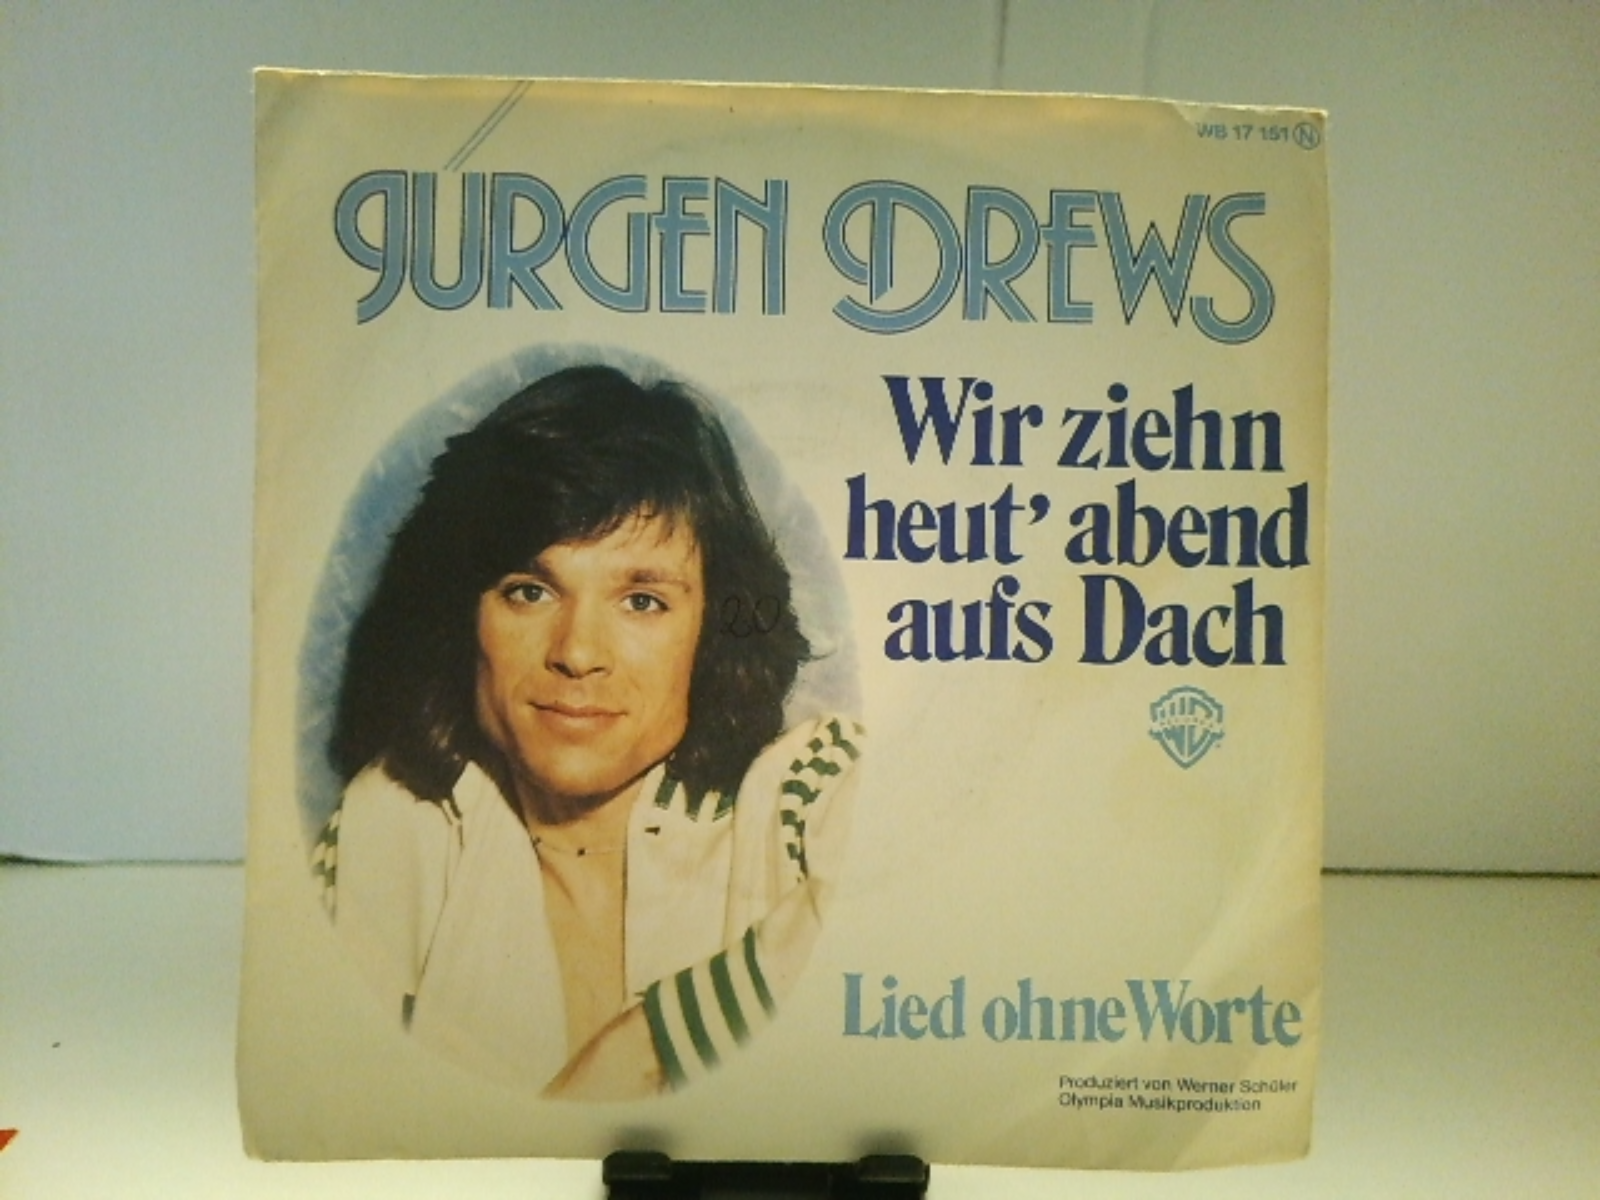 WB 17 151 N
JÜRGEN DREWS
Wir ziehn
heut' abend
aufs Dach
20
Lied ohne Worte
Produziert von Werner Schüler
Olympia Musikproduktion